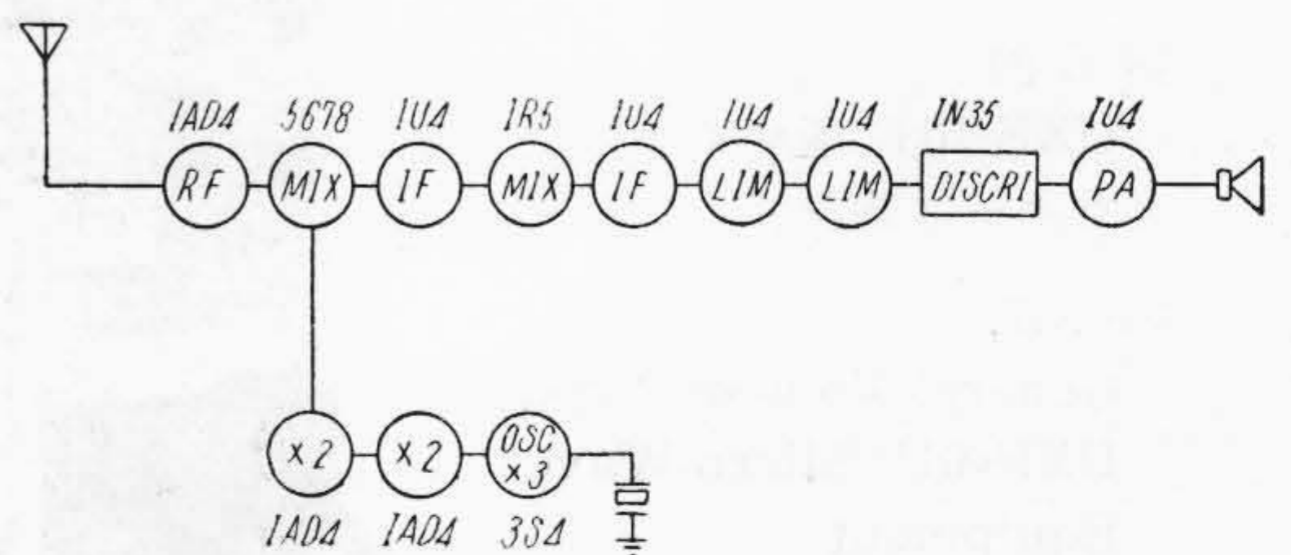 1AD4 5678 1U4 1R5 1U4 1U4 1U4 1N35 1U4
RF MIX IF MIX IF LIM LIM DISCRI PA
×2 ×2 OSC
×3
1AD4 1AD4 3S4